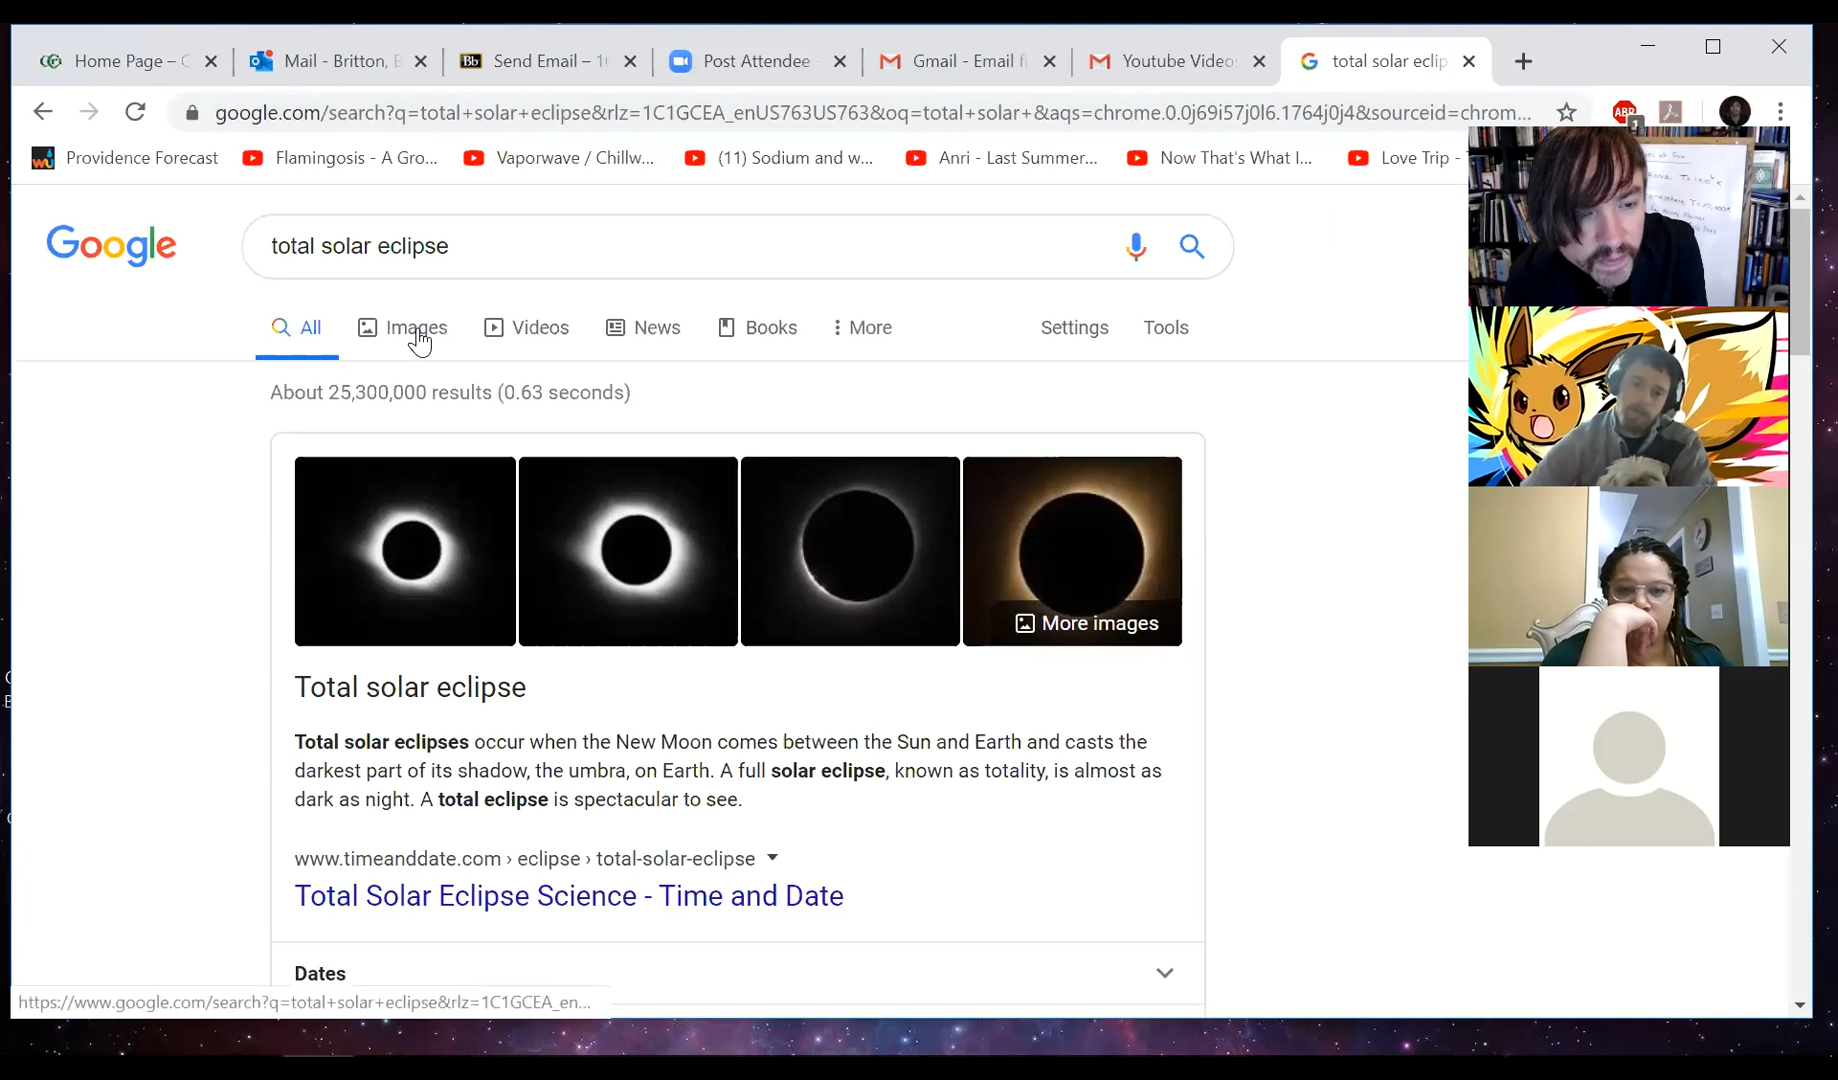 Home Page – C
Mail - Britton, B
Bb Send Email – 1
Post Attendee
Gmail - Email f
Youtube Videos
total solar eclip
google.com/search?q=total+solar+eclipse&rlz=1C1GCEA_enUS763US763&oq=total+solar+&aqs=chrome.0.0j69i57j0l6.1764j0j4&sourceid=chrom...
ABP
Providence Forecast
Flamingosis - A Gro...
Vaporwave / Chillw...
(11) Sodium and w...
Anri - Last Summer...
Now That's What I...
Love Trip -
Google
total solar eclipse
All
Images
Videos
News
Books
More
Settings
Tools
About 25,300,000 results (0.63 seconds)
More images
Total solar eclipse
Total solar eclipses occur when the New Moon comes between the Sun and Earth and casts the
darkest part of its shadow, the umbra, on Earth. A full solar eclipse, known as totality, is almost as
dark as night. A total eclipse is spectacular to see.
www.timeanddate.com › eclipse › total-solar-eclipse
Total Solar Eclipse Science - Time and Date
Dates
https://www.google.com/search?q=total+solar+eclipse&rlz=1C1GCEA_en...